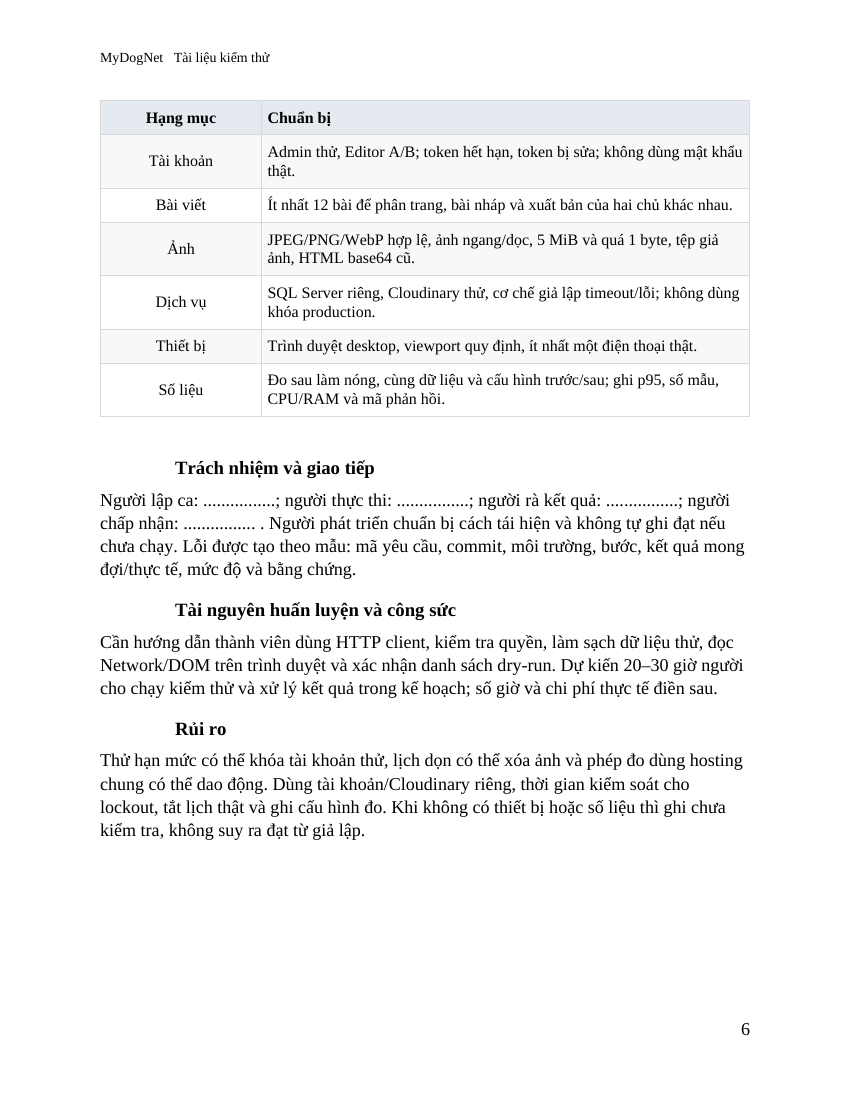 MyDogNet   Tài liệu kiểm thử
Hạng mục
Chuẩn bị
Tài khoản
Admin thử, Editor A/B; token hết hạn, token bị sửa; không dùng mật khẩu
thật.
Bài viết
Ít nhất 12 bài để phân trang, bài nháp và xuất bản của hai chủ khác nhau.
Ảnh
JPEG/PNG/WebP hợp lệ, ảnh ngang/dọc, 5 MiB và quá 1 byte, tệp giả
ảnh, HTML base64 cũ.
Dịch vụ
SQL Server riêng, Cloudinary thử, cơ chế giả lập timeout/lỗi; không dùng
khóa production.
Thiết bị
Trình duyệt desktop, viewport quy định, ít nhất một điện thoại thật.
Số liệu
Đo sau làm nóng, cùng dữ liệu và cấu hình trước/sau; ghi p95, số mẫu,
CPU/RAM và mã phản hồi.
Trách nhiệm và giao tiếp
Người lập ca: ................; người thực thi: ................; người rà kết quả: ................; người
chấp nhận: ................ . Người phát triển chuẩn bị cách tái hiện và không tự ghi đạt nếu
chưa chạy. Lỗi được tạo theo mẫu: mã yêu cầu, commit, môi trường, bước, kết quả mong
đợi/thực tế, mức độ và bằng chứng.
Tài nguyên huấn luyện và công sức
Cần hướng dẫn thành viên dùng HTTP client, kiểm tra quyền, làm sạch dữ liệu thử, đọc
Network/DOM trên trình duyệt và xác nhận danh sách dry-run. Dự kiến 20–30 giờ người
cho chạy kiểm thử và xử lý kết quả trong kế hoạch; số giờ và chi phí thực tế điền sau.
Rủi ro
Thử hạn mức có thể khóa tài khoản thử, lịch dọn có thể xóa ảnh và phép đo dùng hosting
chung có thể dao động. Dùng tài khoản/Cloudinary riêng, thời gian kiểm soát cho
lockout, tắt lịch thật và ghi cấu hình đo. Khi không có thiết bị hoặc số liệu thì ghi chưa
kiểm tra, không suy ra đạt từ giả lập.
6